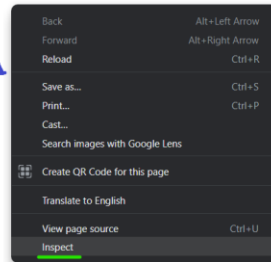 Back Alt+Left Arrow
Forward Alt+Right Arrow
Reload Ctrl+R
Save as... Ctrl+S
Print... Ctrl+P
Cast...
Search images with Google Lens
Create QR Code for this page
Translate to English
View page source Ctrl+U
Inspect